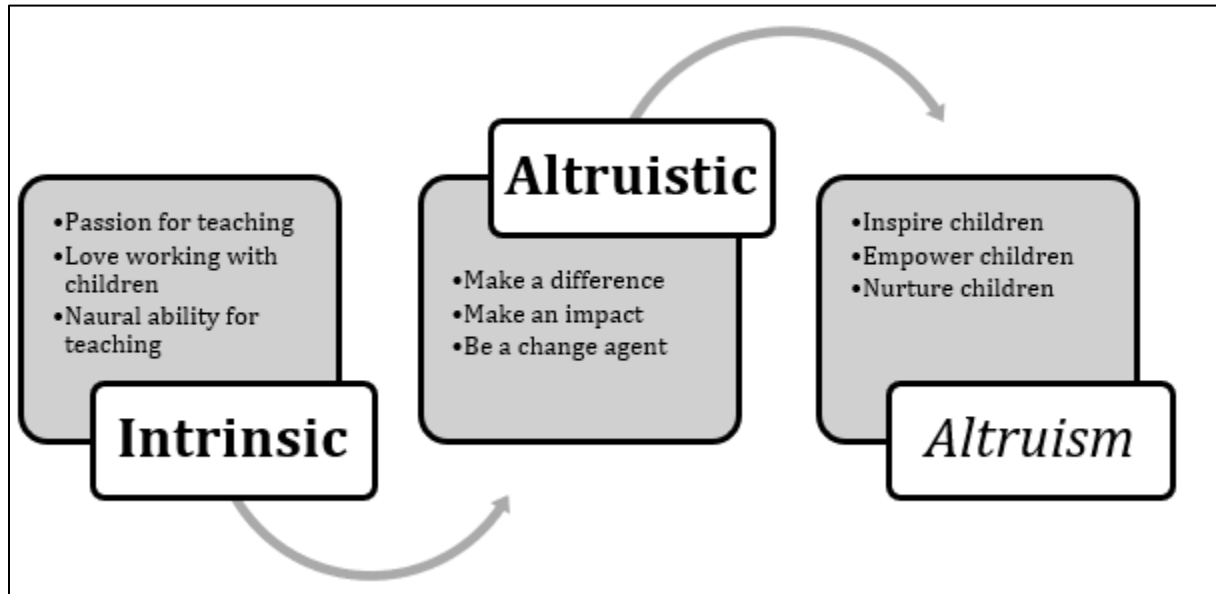 •Passion for teaching
•Love working with
children
•Naural ability for
teaching
Intrinsic
Altruistic
•Make a difference
•Make an impact
•Be a change agent
•Inspire children
•Empower children
•Nurture children
Altruism